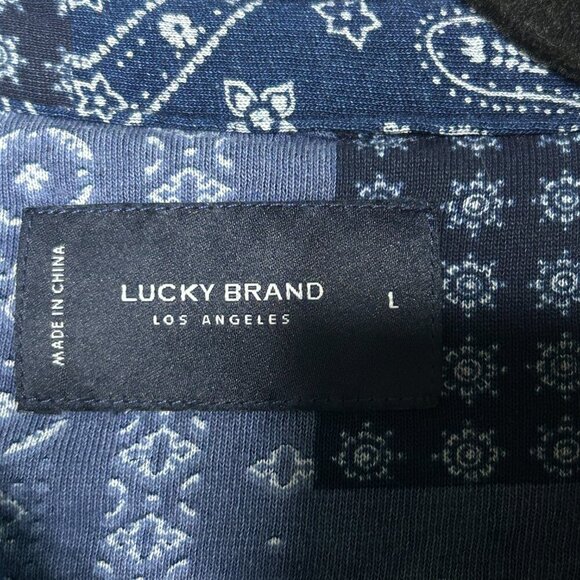 MADE IN CHINA
LUCKY BRAND
LOS ANGELES
L